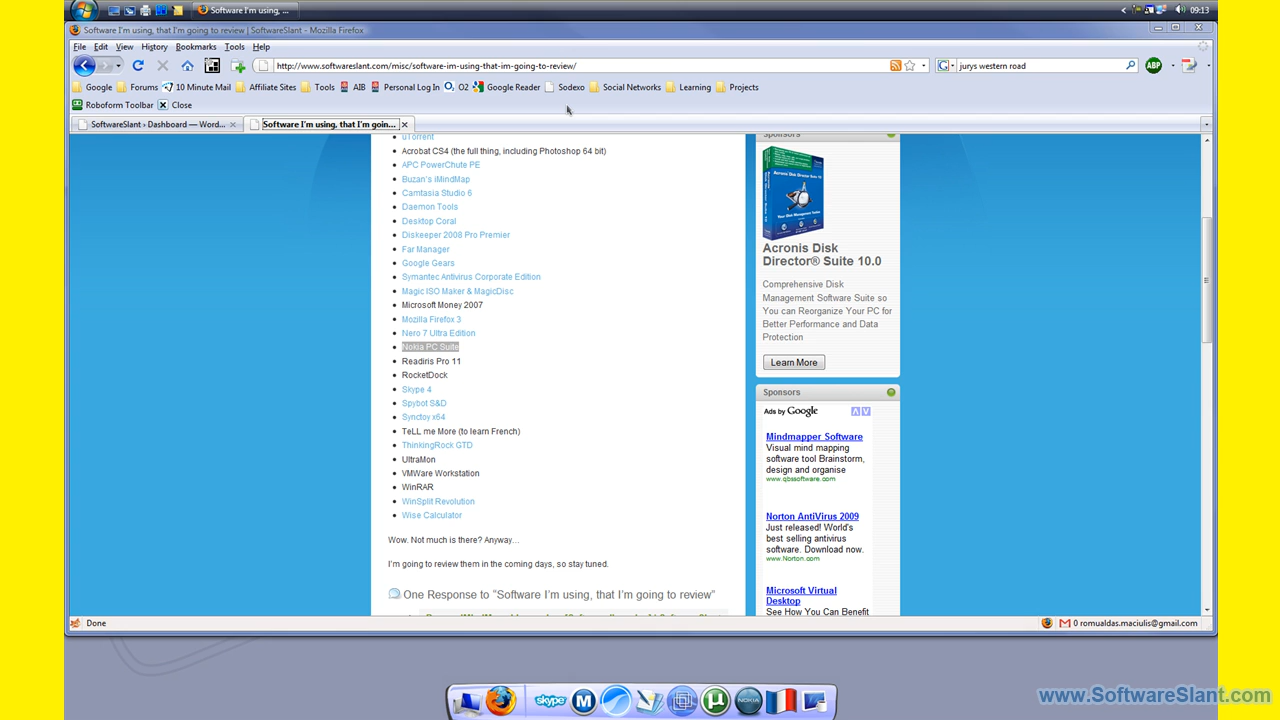 Software I'm using, ...
09:13
Software I'm using, that I'm going to review | SoftwareSlant - Mozilla Firefox
File Edit View History Bookmarks Tools Help
http://www.softwareslant.com/misc/software-im-using-that-im-going-to-review/
jurys western road
ABP
Google Forums 10 Minute Mail Affiliate Sites Tools AIB Personal Log In O2 Google Reader Sodexo Social Networks Learning Projects
Roboform Toolbar Close
SoftwareSlant › Dashboard — Word...
Software I'm using, that I'm goin...
uTorrent
Acrobat CS4 (the full thing, including Photoshop 64 bit)
APC PowerChute PE
Buzan's iMindMap
Camtasia Studio 6
Daemon Tools
Desktop Coral
Diskeeper 2008 Pro Premier
Far Manager
Google Gears
Symantec Antivirus Corporate Edition
Magic ISO Maker & MagicDisc
Microsoft Money 2007
Mozilla Firefox 3
Nero 7 Ultra Edition
Nokia PC Suite
Readiris Pro 11
RocketDock
Skype 4
Spybot S&D
Synctoy x64
TeLL me More (to learn French)
ThinkingRock GTD
UltraMon
VMWare Workstation
WinRAR
WinSplit Revolution
Wise Calculator
Wow. Not much is there? Anyway…
I'm going to review them in the coming days, so stay tuned.
One Response to "Software I'm using, that I'm going to review"
Sponsors
Acronis Disk
Director® Suite 10.0
Comprehensive Disk
Management Software Suite so
You can Reorganize Your PC for
Better Performance and Data
Protection
Learn More
Sponsors
Ads by Google
Mindmapper Software
Visual mind mapping
software tool Brainstorm,
design and organise
www.qbssoftware.com
Norton AntiVirus 2009
Just released! World's
best selling antivirus
software. Download now.
www.Norton.com
Microsoft Virtual
Desktop
See How You Can Benefit
Done
0 romualdas.maciulis@gmail.com
skype
M
µ
NOKIA
www.SoftwareSlant.com